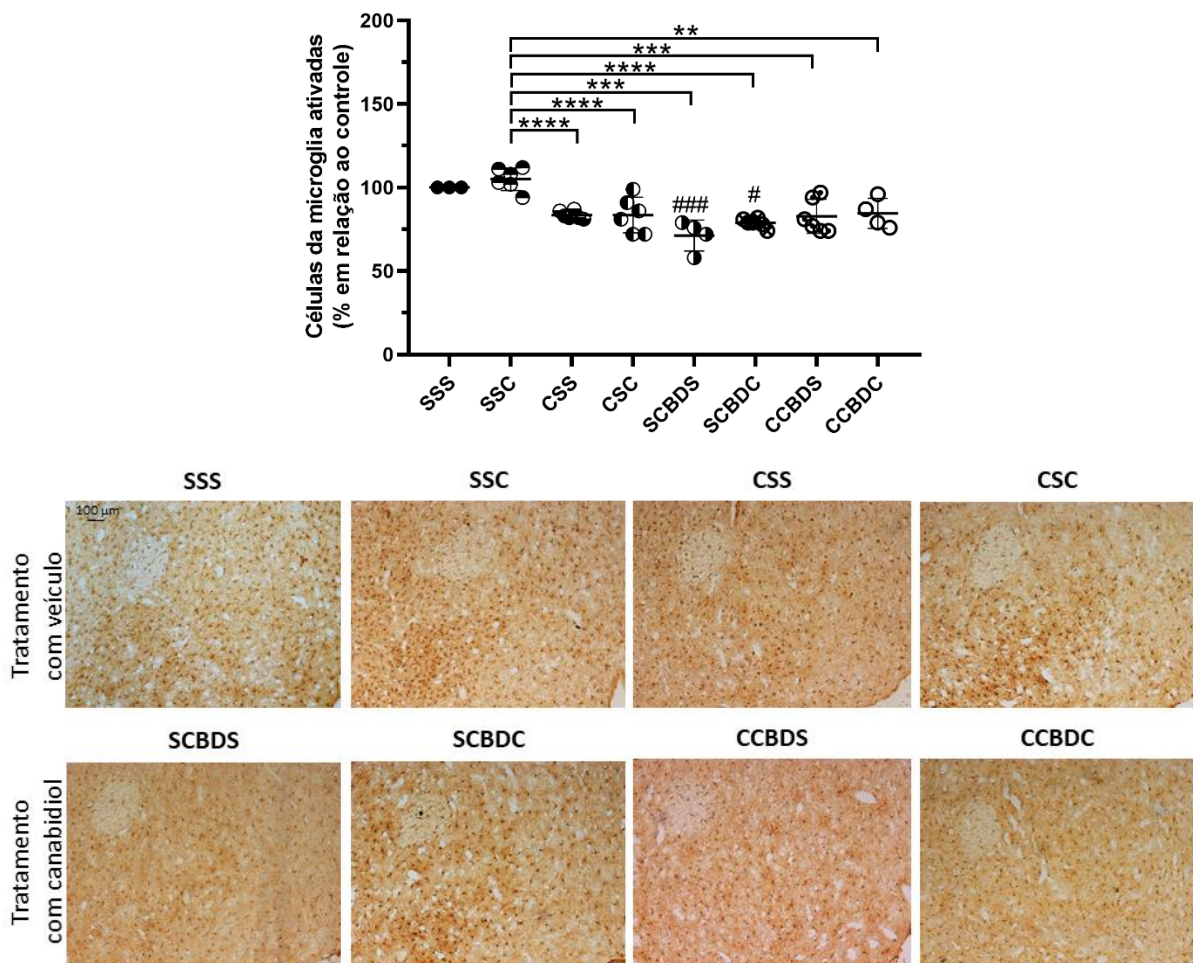 Células da microglia ativadas
(% em relação ao controle)
200
150
100
50
0
**
***
****
***
****
****
###
#
SSS
SSC
CSS
CSC
SCBDS
SCBDC
CCBDS
CCBDC
Tratamento
com veículo
SSS
SSC
CSS
CSC
100 µm
Tratamento
com canabidiol
SCBDS
SCBDC
CCBDS
CCBDC